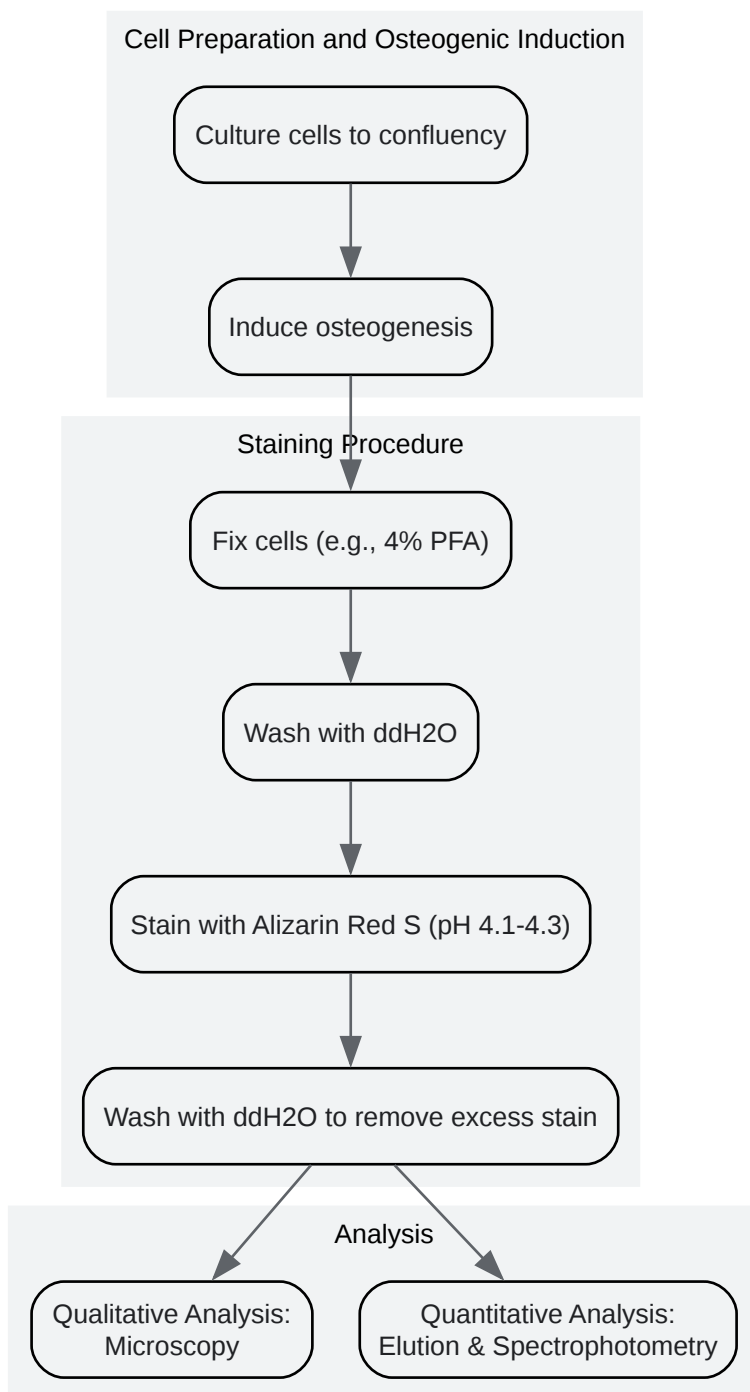 Cell Preparation and Osteogenic Induction
Culture cells to confluency
Induce osteogenesis
Staining Procedure
Fix cells (e.g., 4% PFA)
Wash with ddH2O
Stain with Alizarin Red S (pH 4.1-4.3)
Wash with ddH2O to remove excess stain
Analysis
Qualitative Analysis:
Microscopy
Quantitative Analysis:
Elution & Spectrophotometry